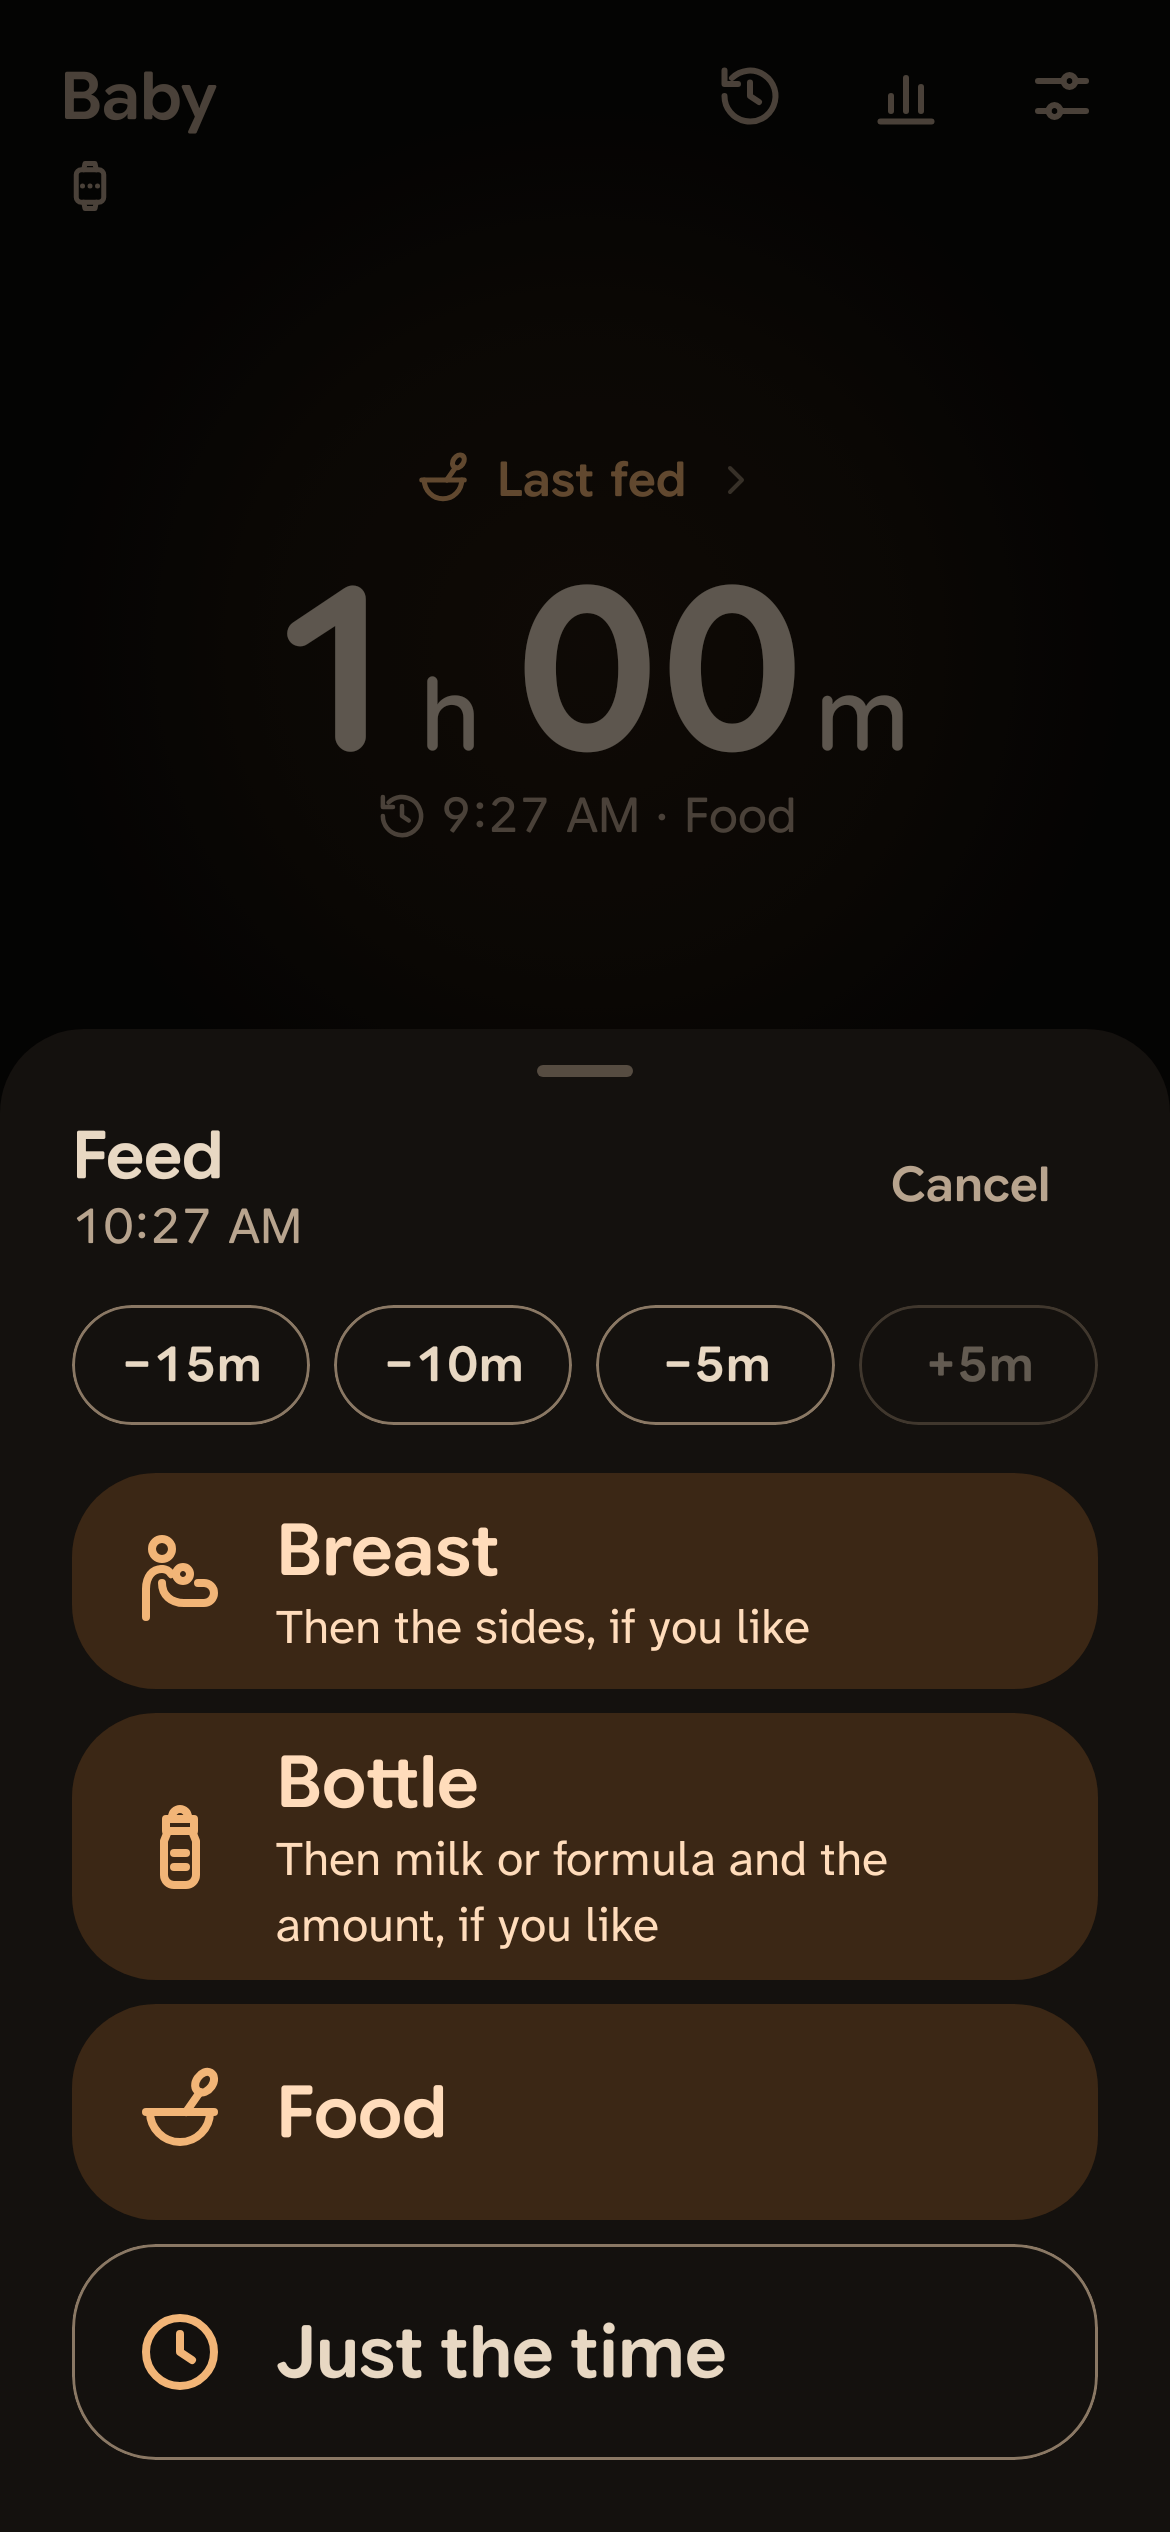 Baby
Last fed
1 h 00 m
9:27 AM · Food
Feed
10:27 AM
Cancel
−15m
−10m
−5m
+5m
Breast
Then the sides, if you like
Bottle
Then milk or formula and the
amount, if you like
Food
Just the time